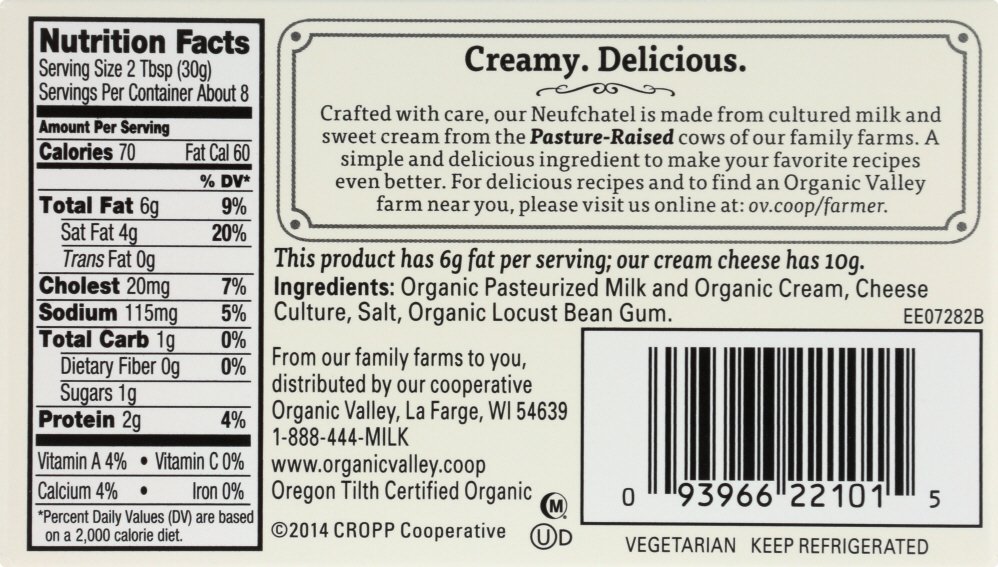 Nutrition Facts
Serving Size 2 Tbsp (30g)
Servings Per Container About 8
Amount Per Serving
Calories 70 Fat Cal 60
% DV*
Total Fat 6g 9%
Sat Fat 4g 20%
Trans Fat 0g
Cholest 20mg 7%
Sodium 115mg 5%
Total Carb 1g 0%
Dietary Fiber 0g 0%
Sugars 1g
Protein 2g 4%
Vitamin A 4% • Vitamin C 0%
Calcium 4% • Iron 0%
*Percent Daily Values (DV) are based
on a 2,000 calorie diet.
Creamy. Delicious.
Crafted with care, our Neufchatel is made from cultured milk and
sweet cream from the Pasture-Raised cows of our family farms. A
simple and delicious ingredient to make your favorite recipes
even better. For delicious recipes and to find an Organic Valley
farm near you, please visit us online at: ov.coop/farmer.
This product has 6g fat per serving; our cream cheese has 10g.
Ingredients: Organic Pasteurized Milk and Organic Cream, Cheese
Culture, Salt, Organic Locust Bean Gum.
EE07282B
From our family farms to you,
distributed by our cooperative
Organic Valley, La Farge, WI 54639
1-888-444-MILK
www.organicvalley.coop
Oregon Tilth Certified Organic
©2014 CROPP Cooperative
M
U D
0 93966 22101 5
VEGETARIAN KEEP REFRIGERATED